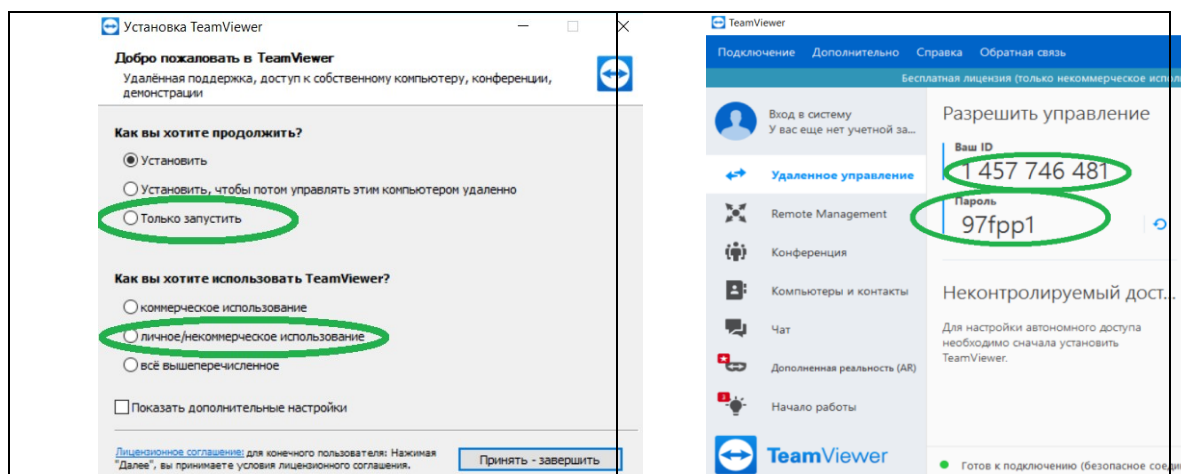 Установка TeamViewer
Добро пожаловать в TeamViewer
Удалённая поддержка, доступ к собственному компьютеру, конференции,
демонстрации
Как вы хотите продолжить?
Установить
Установить, чтобы потом управлять этим компьютером удаленно
Только запустить
Как вы хотите использовать TeamViewer?
коммерческое использование
личное/некоммерческое использование
всё вышеперечисленное
Показать дополнительные настройки
Лицензионное соглашение: для конечного пользователя: Нажимая
"Далее", вы принимаете условия лицензионного соглашения.
Принять - завершить
TeamViewer
Подключение Дополнительно Справка Обратная связь
Бесплатная лицензия (только некоммерческое испол
Вход в систему
У вас еще нет учетной за...
Удаленное управление
Remote Management
Конференция
Компьютеры и контакты
Чат
Дополненная реальность (AR)
Начало работы
TeamViewer
Разрешить управление
Ваш ID
1 457 746 481
Пароль
97fpp1
Неконтролируемый дост...
Для настройки автономного доступа
необходимо сначала установить
TeamViewer.
Готов к подключению (безопасное соеди